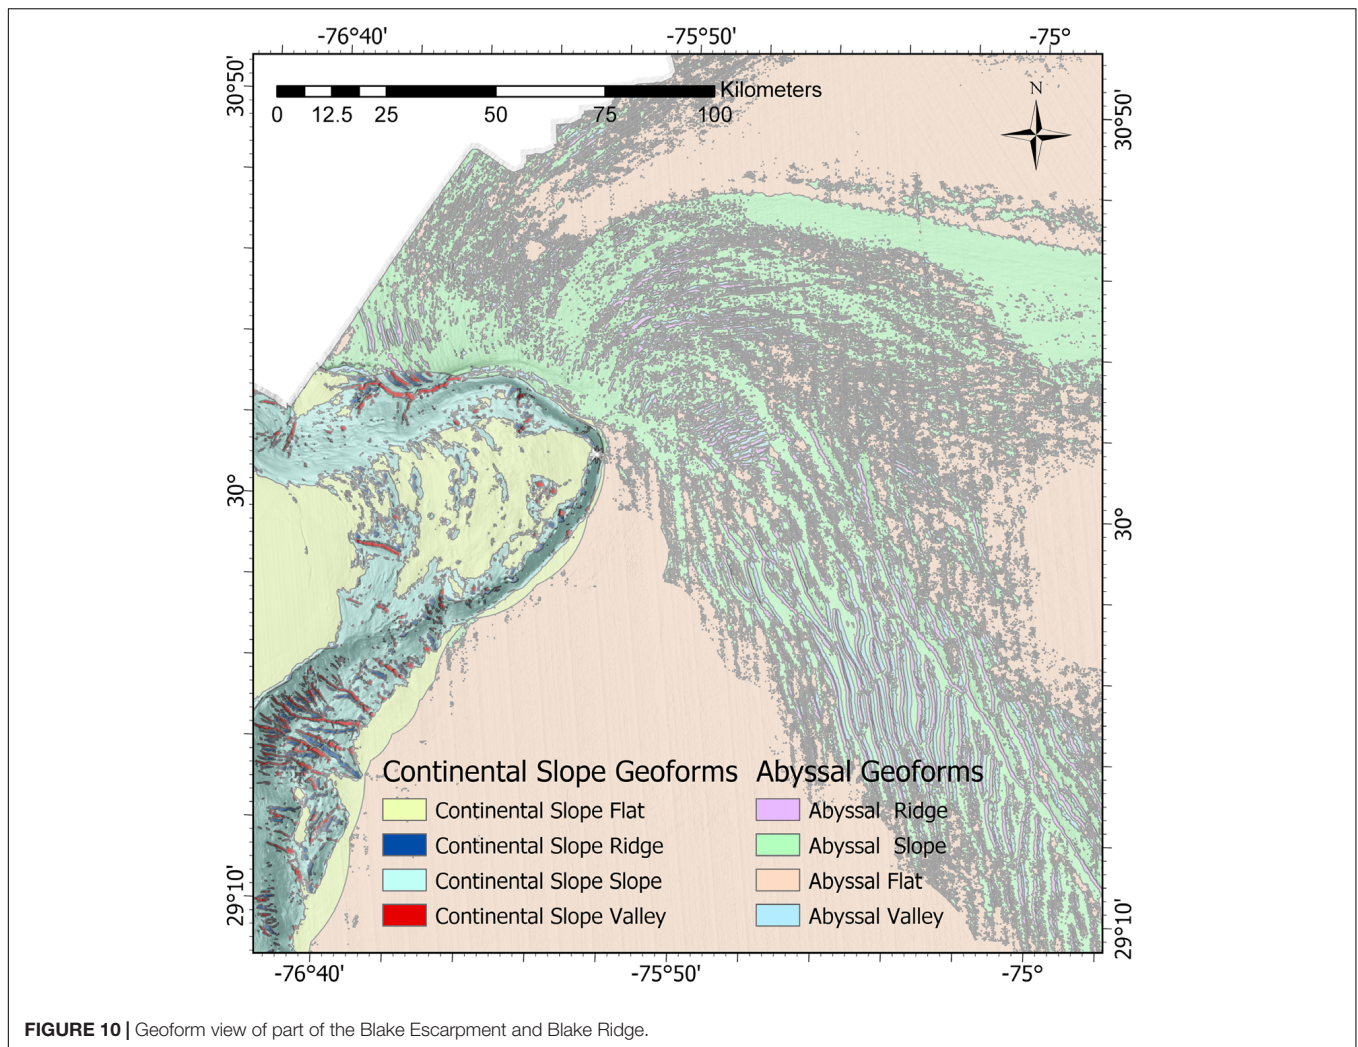 -76°40' -75°50' -75°
30°50'
Kilometers
0 12.5 25 50 75 100
N
30°50'
30°
30°
Continental Slope Geoforms Abyssal Geoforms
Continental Slope Flat Abyssal Ridge
Continental Slope Ridge Abyssal Slope
Continental Slope Slope Abyssal Flat
Continental Slope Valley Abyssal Valley
29°10'
29°10'
-76°40' -75°50' -75°
FIGURE 10 | Geoform view of part of the Blake Escarpment and Blake Ridge.